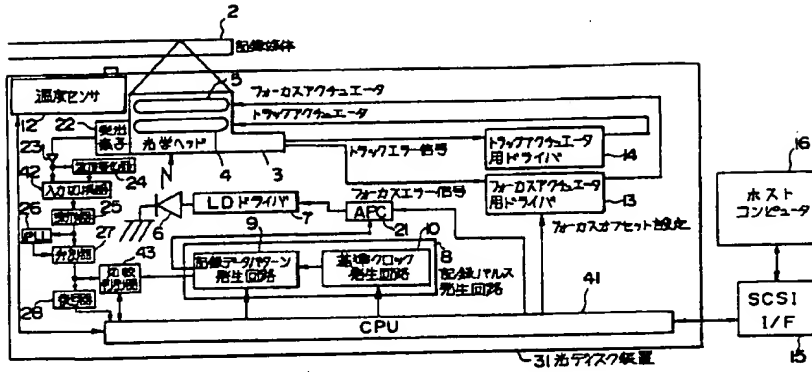 2
記録媒体
5
温度センサ
フォーカスアクチュエータ
トラックアクチュエータ
12
22
光学ヘッド
4
3
トラックエラー信号
トラックアクチュエータ
用ドライバ
14
23
24
42
入力切換器
フォーカスエラー信号
フォーカスアクチュエータ
用ドライバ
13
16
ホスト
コンピュータ
25
LDドライバ
7
APC
21
フォーカスオフセット設定
26
PLL
27
6
43
9
10
8
記録データパターン
発生回路
基準クロック
発生回路
記録パルス
発生回路
28
41
CPU
SCSI
I/F
15
31光ディスク装置